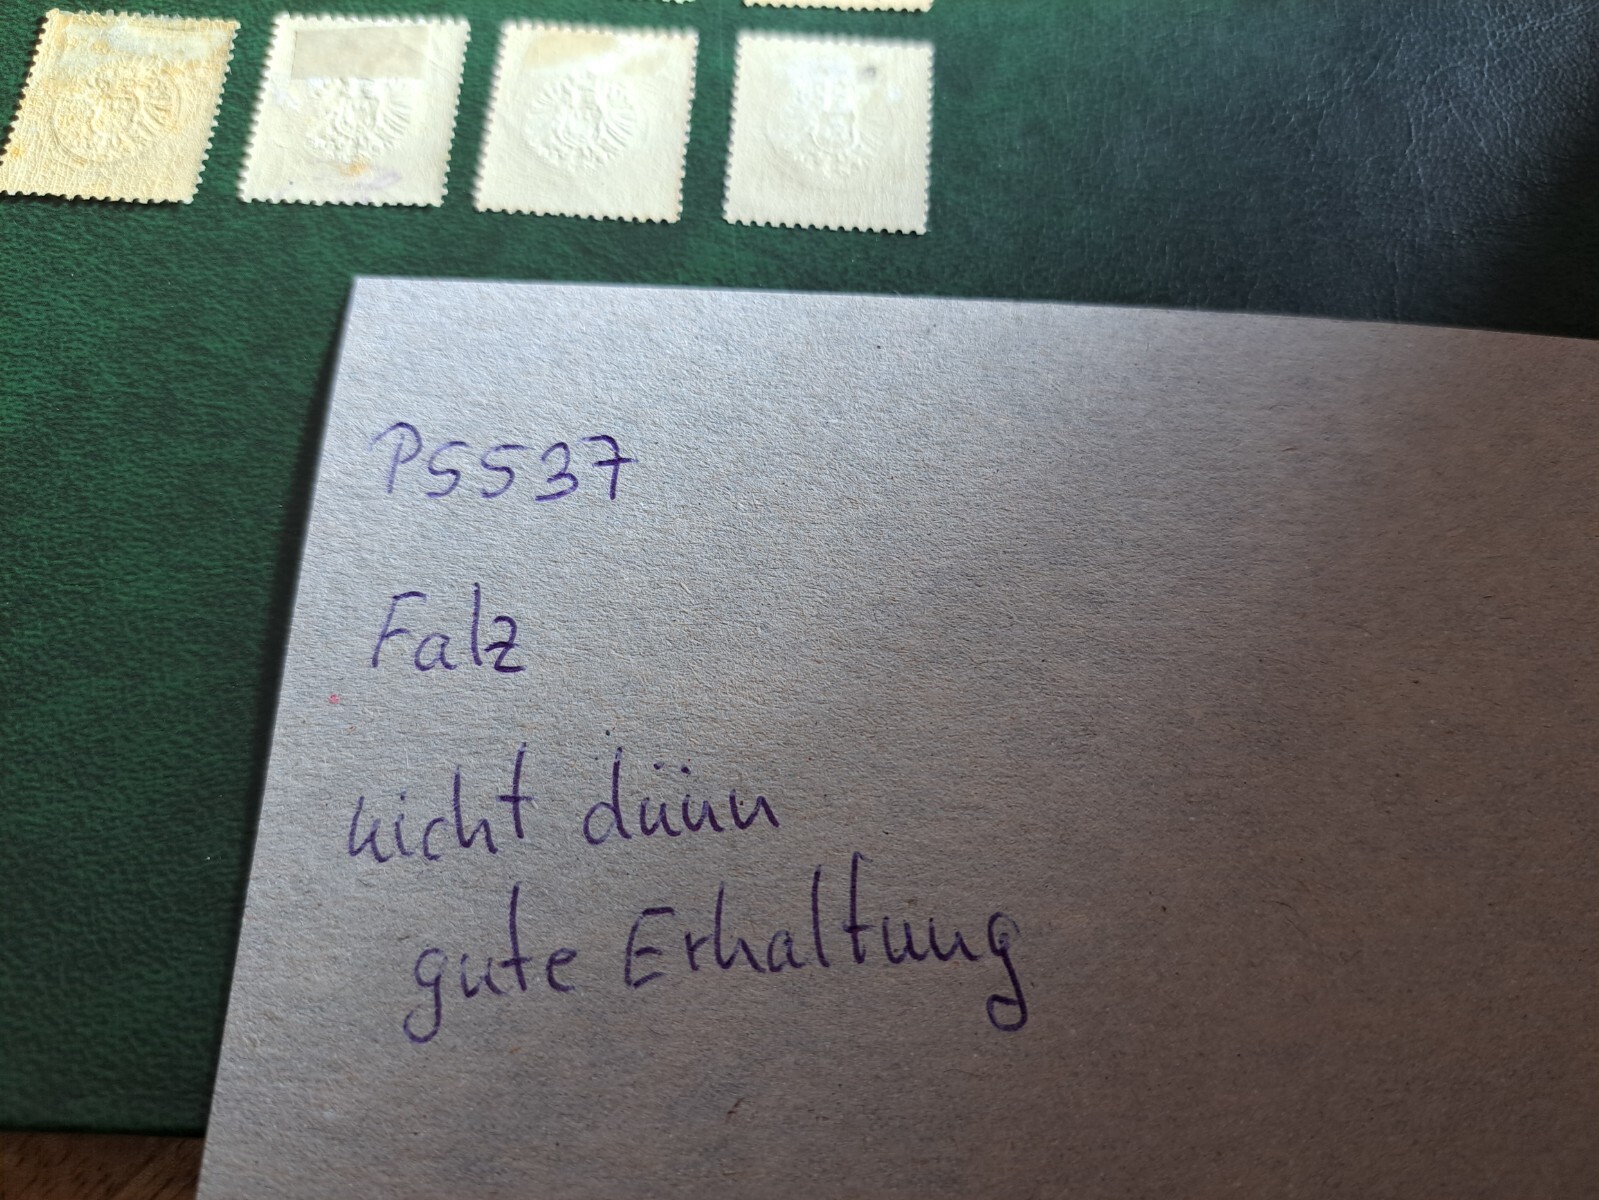 PS537
Falz
nicht dünn
gute Erhaltung